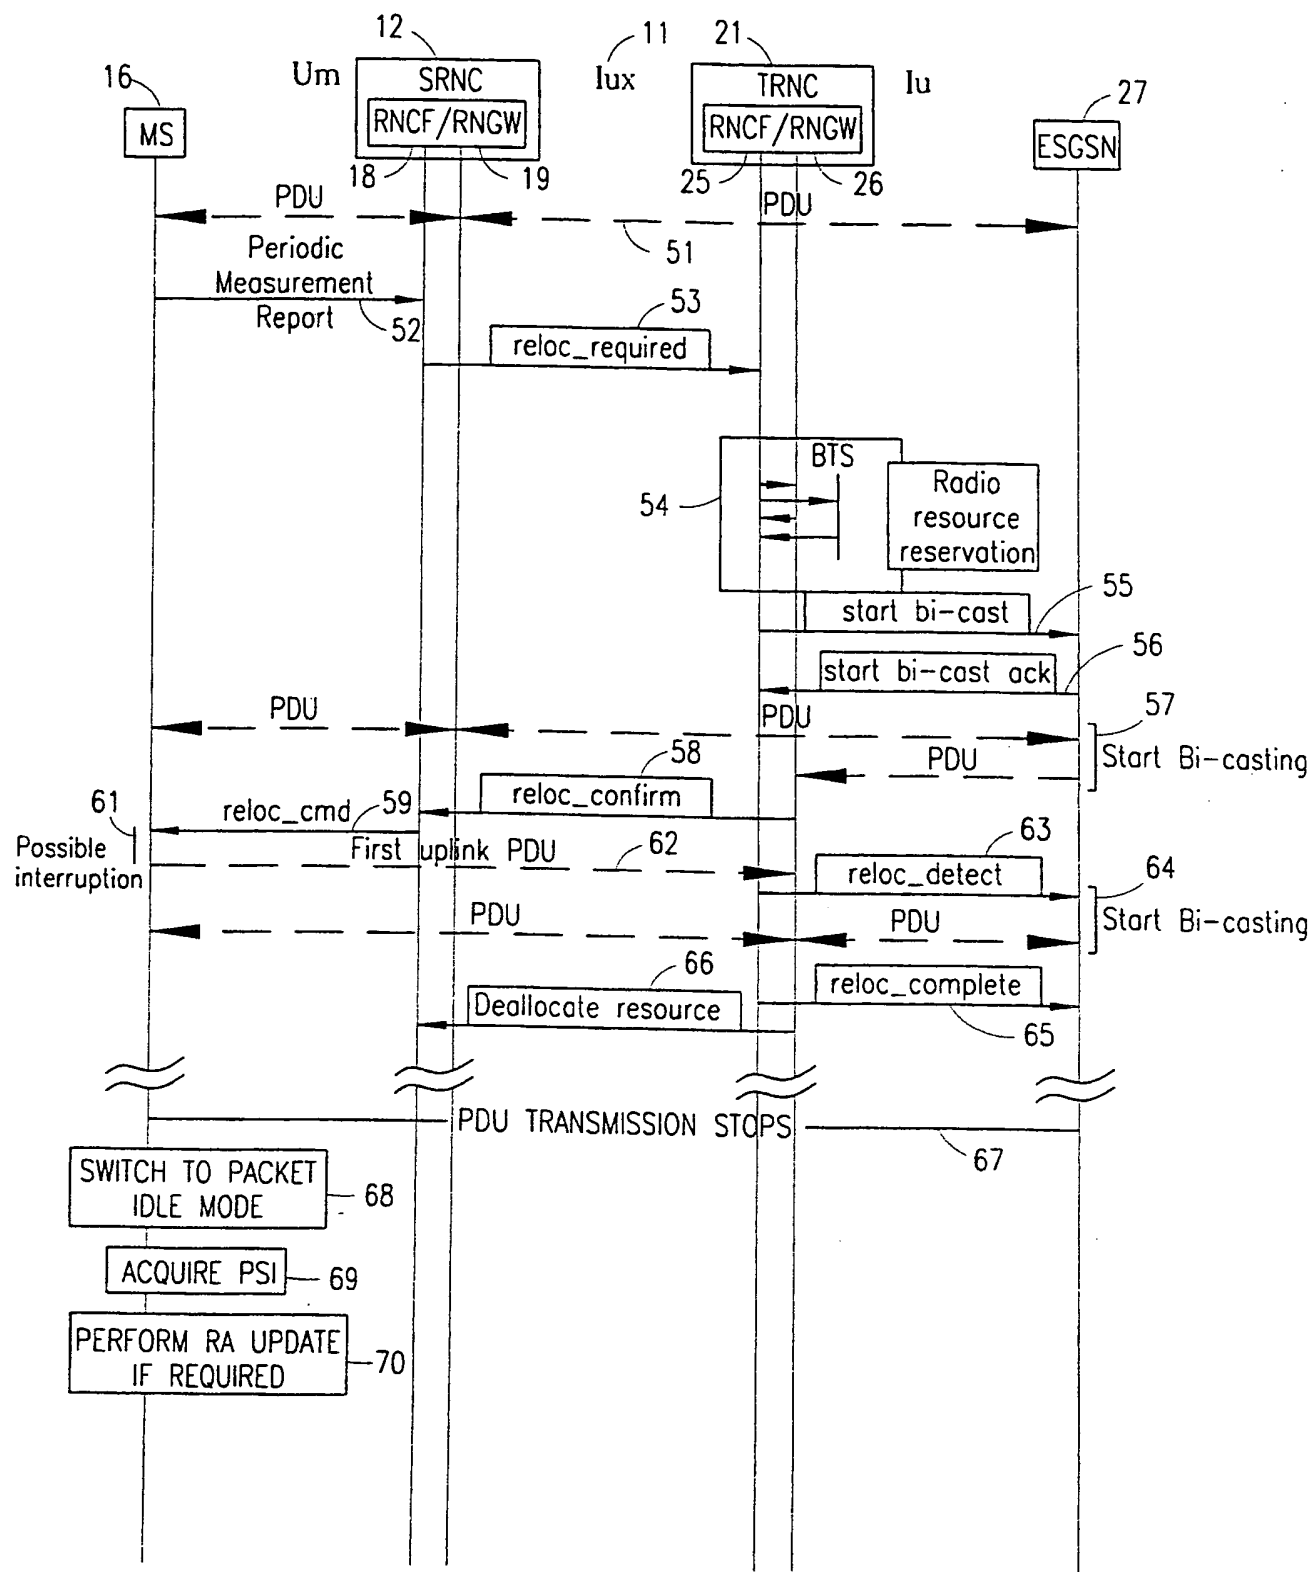 12
11
21
16
Um
SRNC
Iux
TRNC
Iu
27
MS
RNCF/RNGW
RNCF/RNGW
ESGSN
18
19
25
26
PDU
PDU
51
Periodic
Measurement
Report
52
53
reloc_required
BTS
54
Radio
resource
reservation
start bi-cast
55
start bi-cast ack
56
PDU
PDU
57
Start Bi-casting
PDU
58
reloc_confirm
61
reloc_cmd
59
Possible
interruption
First uplink PDU
62
63
reloc_detect
64
Start Bi-casting
PDU
PDU
66
Deallocate resource
reloc_complete
65
PDU TRANSMISSION STOPS
67
SWITCH TO PACKET
IDLE MODE
68
ACQUIRE PSI
69
PERFORM RA UPDATE
IF REQUIRED
70